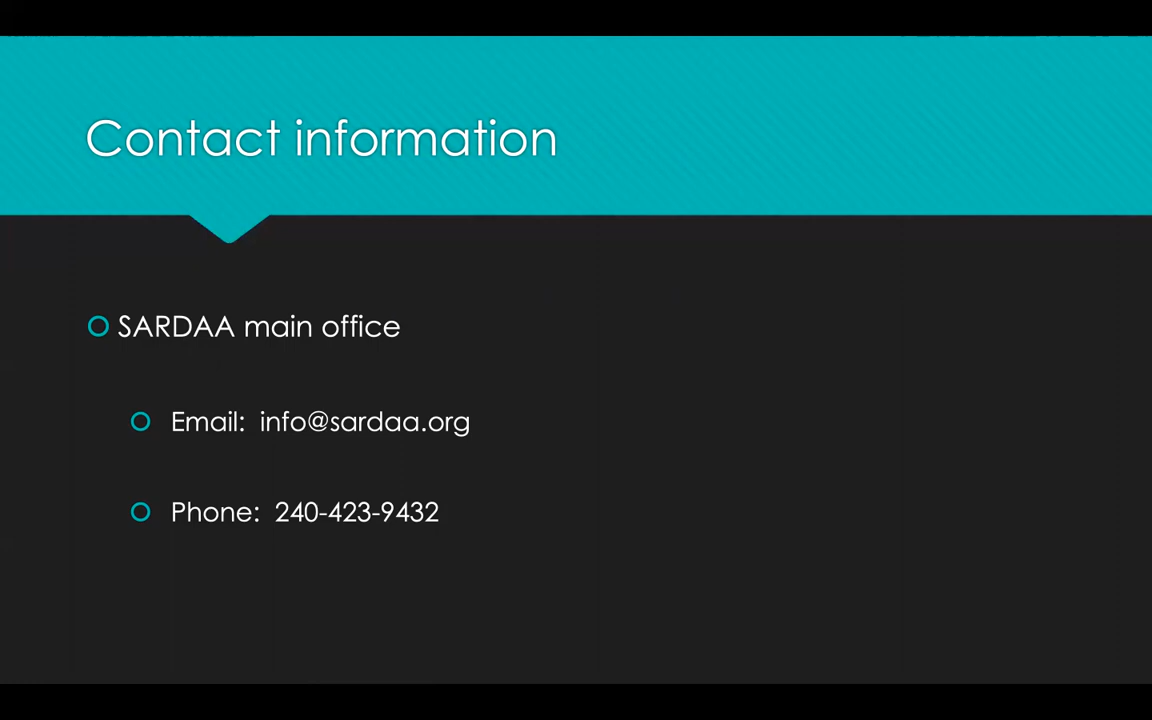 Contact information
SARDAA main office
Email: info@sardaa.org
Phone: 240-423-9432